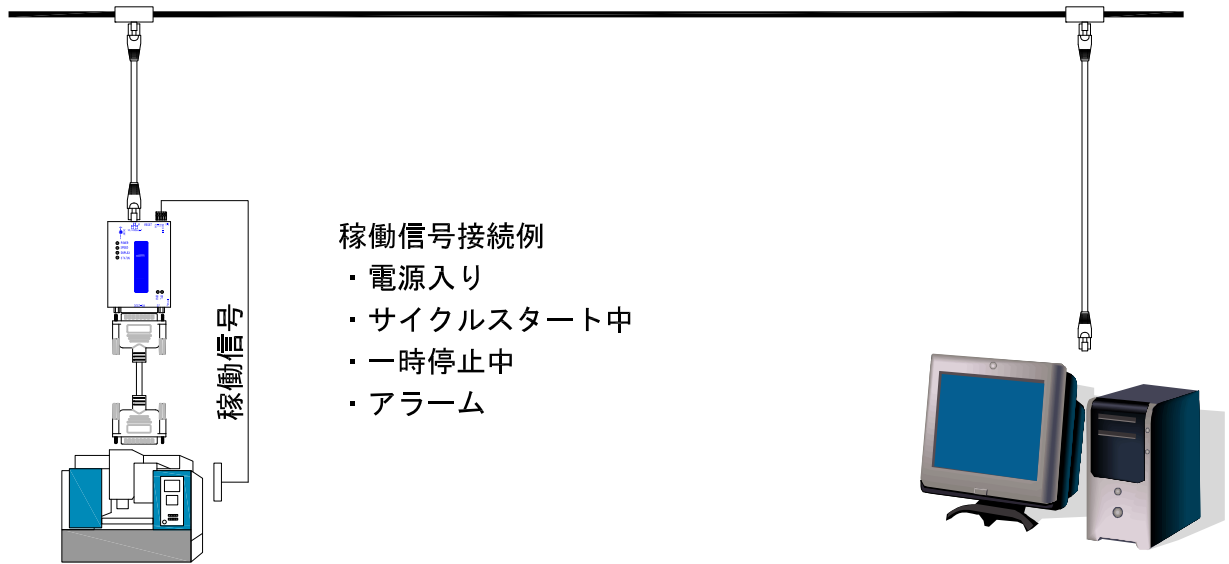 稼働信号接続例
・電源入り
・サイクルスタート中
・一時停止中
・アラーム
稼働信号